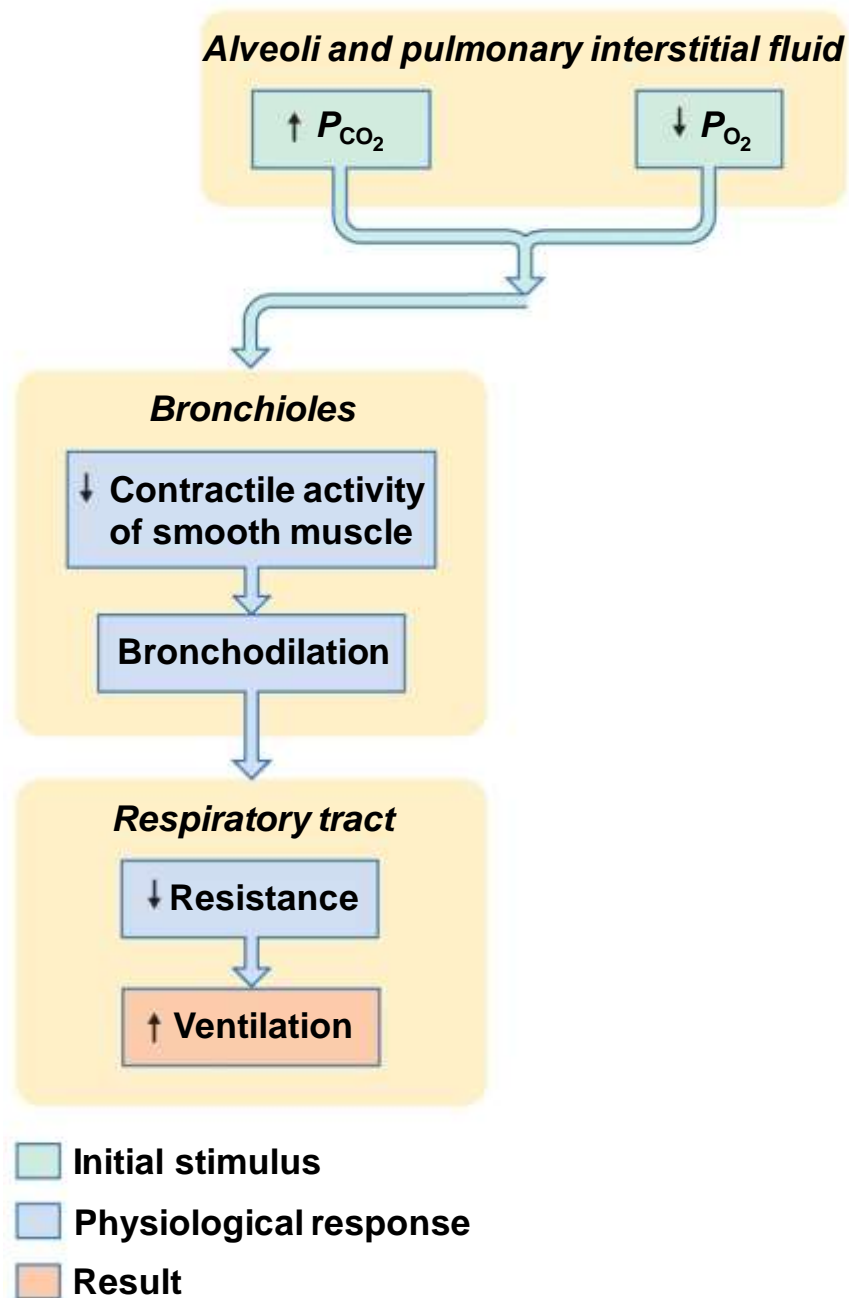 Alveoli and pulmonary interstitial fluid
↑ PCO₂
↓ PO₂
Bronchioles
↓ Contractile activity
of smooth muscle
Bronchodilation
Respiratory tract
↓ Resistance
↑ Ventilation
Initial stimulus
Physiological response
Result